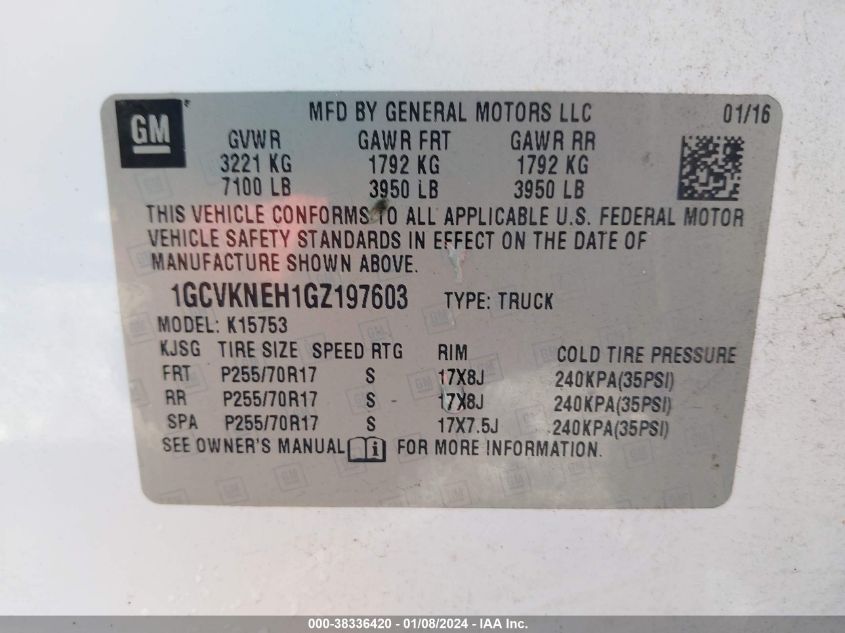 GM
MFD BY GENERAL MOTORS LLC 01/16
GVWR GAWR FRT GAWR RR
3221 KG 1792 KG 1792 KG
7100 LB 3950 LB 3950 LB
THIS VEHICLE CONFORMS TO ALL APPLICABLE U.S. FEDERAL MOTOR
VEHICLE SAFETY STANDARDS IN EFFECT ON THE DATE OF
MANUFACTURE SHOWN ABOVE.
1GCVKNEH1GZ197603 TYPE: TRUCK
MODEL: K15753
KJSG TIRE SIZE SPEED RTG RIM COLD TIRE PRESSURE
FRT P255/70R17 S 17X8J 240KPA(35PSI)
RR P255/70R17 S 17X8J 240KPA(35PSI)
SPA P255/70R17 S 17X7.5J 240KPA(35PSI)
SEE OWNER'S MANUAL FOR MORE INFORMATION.
000-38336420 - 01/08/2024 - IAA Inc.